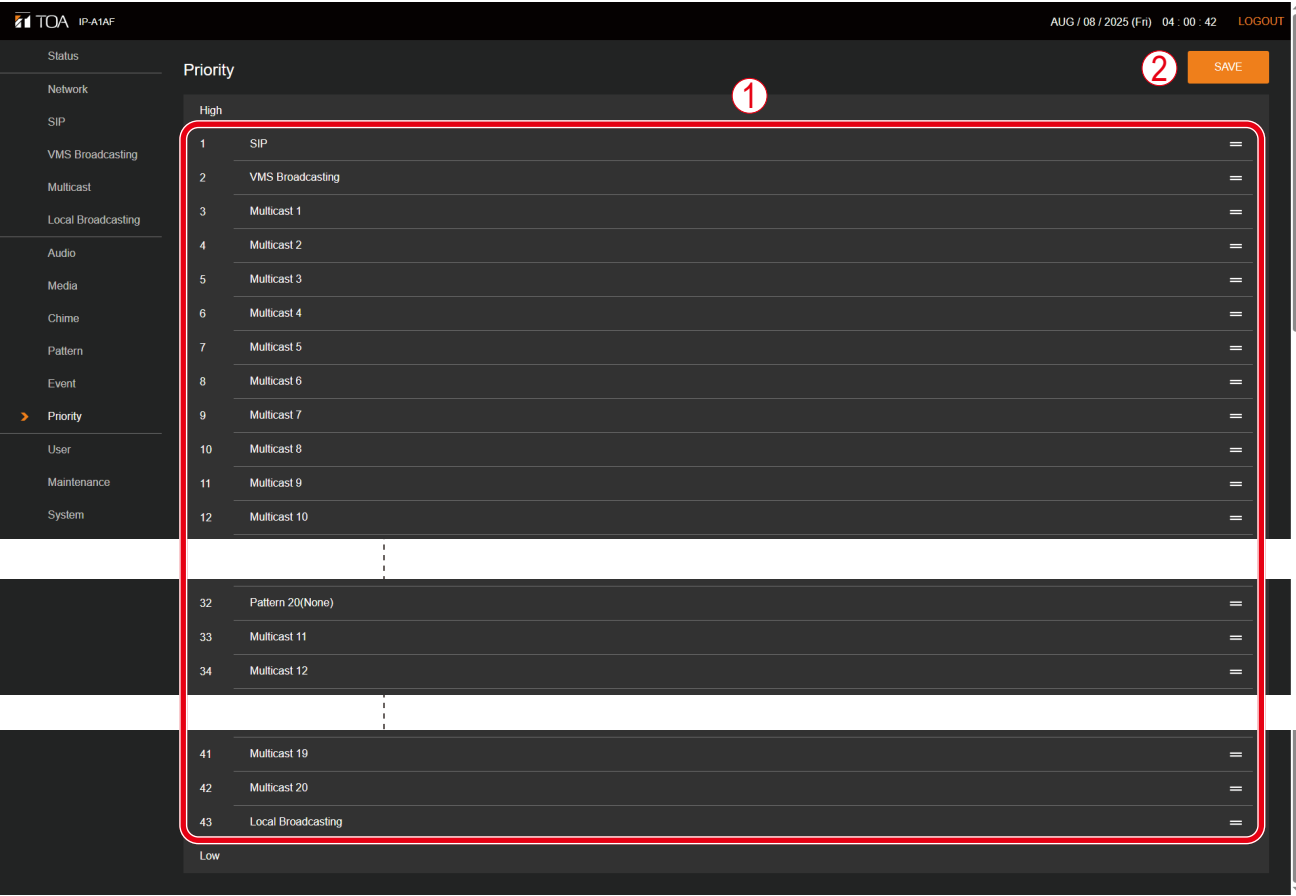 TOA IP-A1AF AUG / 08 / 2025 (Fri) 04 : 00 : 42 LOGOUT
Status
Network
SIP
VMS Broadcasting
Multicast
Local Broadcasting
Audio
Media
Chime
Pattern
Event
Priority
User
Maintenance
System
Priority 2 SAVE
1
High
1 SIP
2 VMS Broadcasting
3 Multicast 1
4 Multicast 2
5 Multicast 3
6 Multicast 4
7 Multicast 5
8 Multicast 6
9 Multicast 7
10 Multicast 8
11 Multicast 9
12 Multicast 10
32 Pattern 20(None)
33 Multicast 11
34 Multicast 12
41 Multicast 19
42 Multicast 20
43 Local Broadcasting
Low